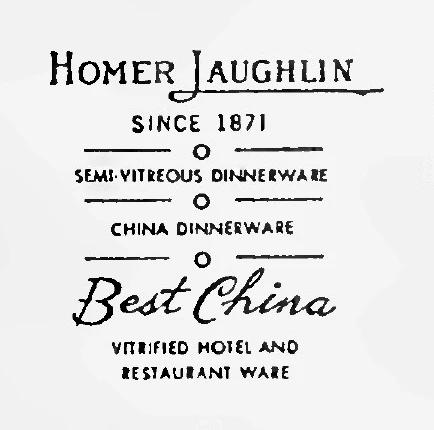 HOMER LAUGHLIN
SINCE 1871
SEMI-VITREOUS DINNERWARE
CHINA DINNERWARE
Best China
VITRIFIED HOTEL AND
RESTAURANT WARE